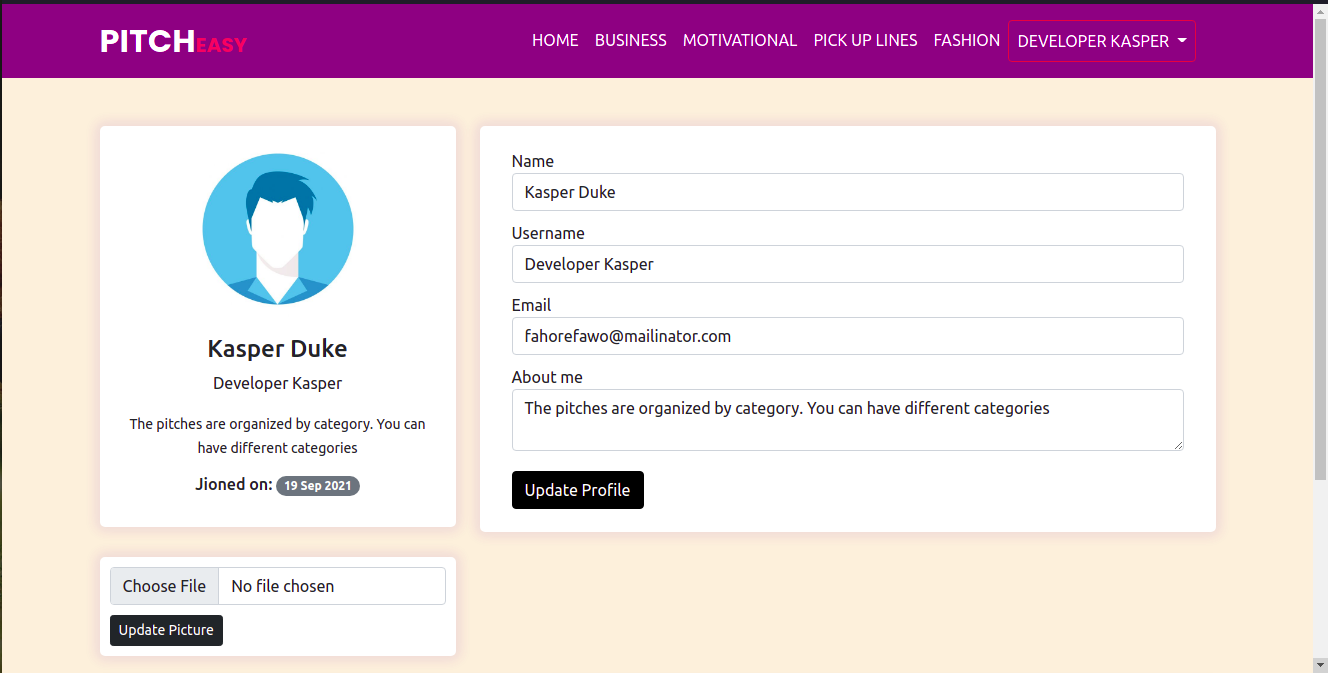 PITCHEASY
HOME BUSINESS MOTIVATIONAL PICK UP LINES FASHION DEVELOPER KASPER
Kasper Duke
Developer Kasper
The pitches are organized by category. You can
have different categories
Jioned on: 19 Sep 2021
Choose File No file chosen
Update Picture
Name
Kasper Duke
Username
Developer Kasper
Email
fahorefawo@mailinator.com
About me
The pitches are organized by category. You can have different categories
Update Profile